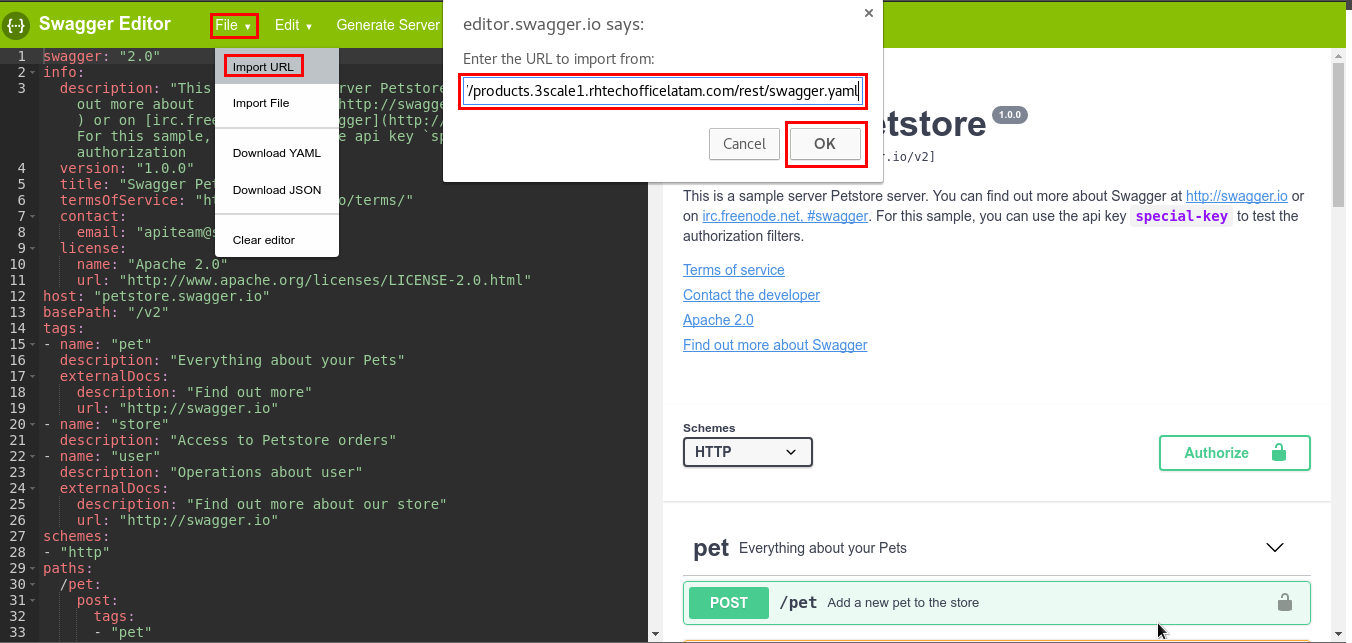 Swagger Editor
File ▾
Edit ▾
Generate Server
Import URL
Import File
Download YAML
Download JSON
Clear editor
editor.swagger.io says:
×
Enter the URL to import from:
/products.3scale1.rhtechofficelatam.com/rest/swagger.yaml
Cancel
OK
1 swagger: "2.0"
2 info:
3 description: "This server Petstore
out more about http://swagge
) or on [irc.free gger](http://
For this sample, e api key `sp
authorization
4 version: "1.0.0"
5 title: "Swagger Pet
6 termsOfService: "ht o/terms/"
7 contact:
8 email: "apiteam@s
9 license:
10 name: "Apache 2.0"
11 url: "http://www.apache.org/licenses/LICENSE-2.0.html"
12 host: "petstore.swagger.io"
13 basePath: "/v2"
14 tags:
15 - name: "pet"
16 description: "Everything about your Pets"
17 externalDocs:
18 description: "Find out more"
19 url: "http://swagger.io"
20 - name: "store"
21 description: "Access to Petstore orders"
22 - name: "user"
23 description: "Operations about user"
24 externalDocs:
25 description: "Find out more about our store"
26 url: "http://swagger.io"
27 schemes:
28 - "http"
29 paths:
30 /pet:
31 post:
32 tags:
33 - "pet"
etstore 1.0.0
r.io/v2]
This is a sample server Petstore server. You can find out more about Swagger at http://swagger.io or
on irc.freenode.net, #swagger. For this sample, you can use the api key special-key to test the
authorization filters.
Terms of service
Contact the developer
Apache 2.0
Find out more about Swagger
Schemes
HTTP
Authorize
pet Everything about your Pets
POST /pet Add a new pet to the store